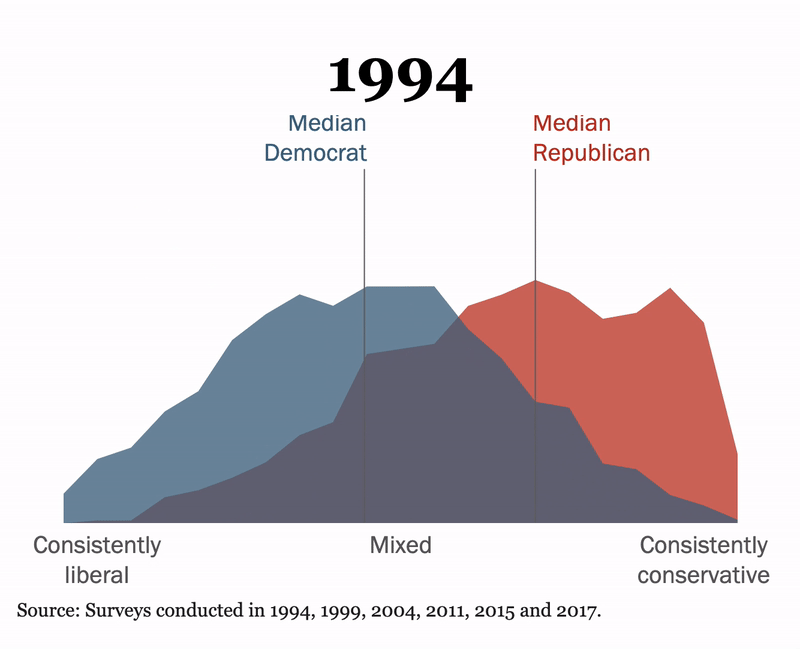 1994
Median
Democrat
Median
Republican
Consistently
liberal
Mixed
Consistently
conservative
Source: Surveys conducted in 1994, 1999, 2004, 2011, 2015 and 2017.